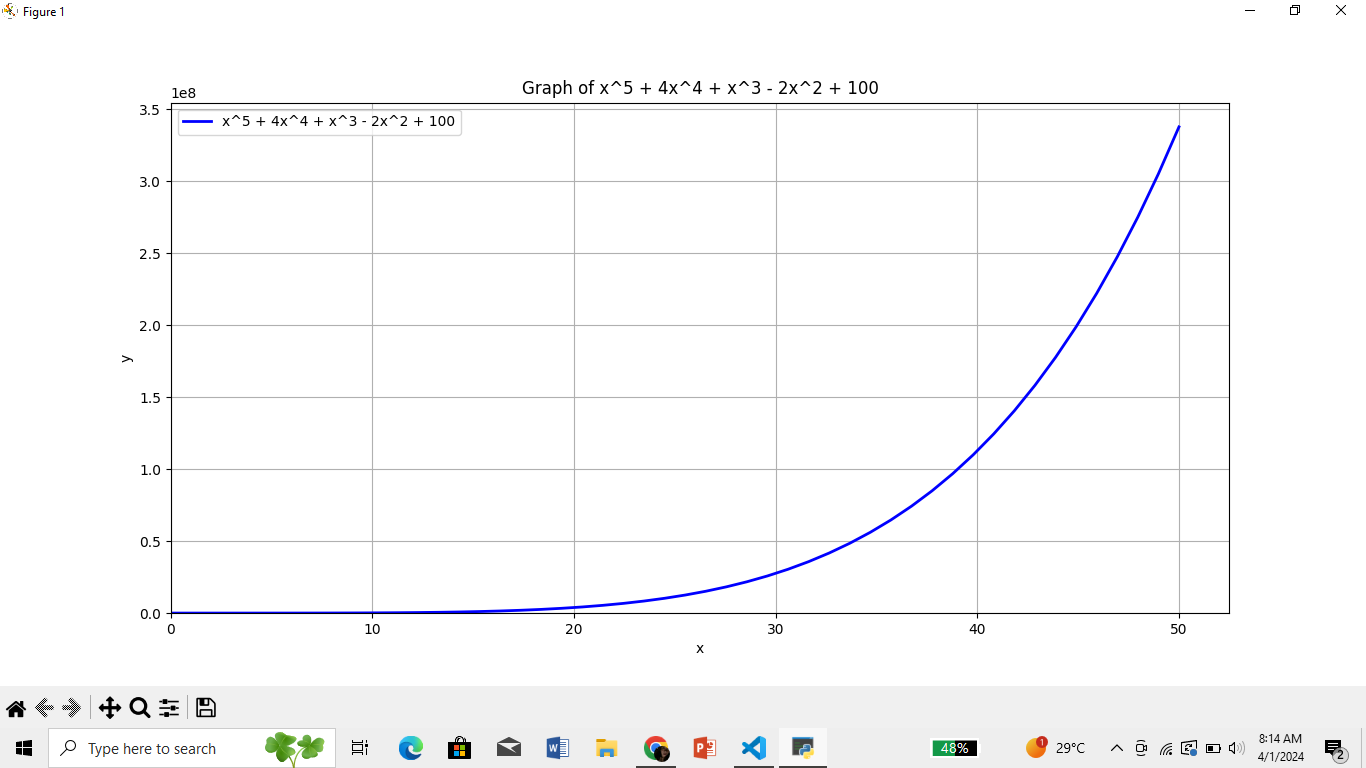 Figure 1
Graph of x^5 + 4x^4 + x^3 - 2x^2 + 100
1e8
x^5 + 4x^4 + x^3 - 2x^2 + 100
3.5
3.0
2.5
2.0
y
1.5
1.0
0.5
0.0
0 10 20 30 40 50
x
Type here to search
48%
1
29°C
8:14 AM
4/1/2024
2